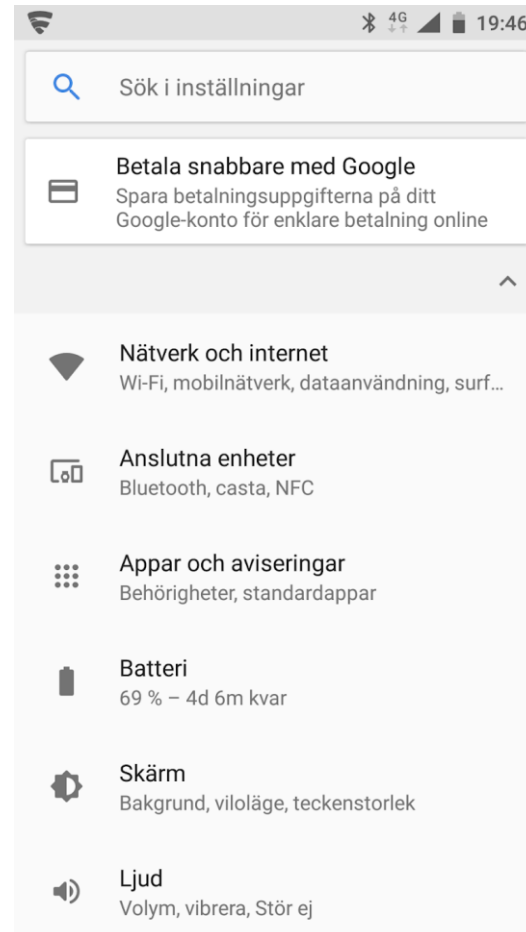 4G 19:46
Sök i inställningar
Betala snabbare med Google
Spara betalningsuppgifterna på ditt
Google-konto för enklare betalning online
Nätverk och internet
Wi-Fi, mobilnätverk, dataanvändning, surf…
Anslutna enheter
Bluetooth, casta, NFC
Appar och aviseringar
Behörigheter, standardappar
Batteri
69 % – 4d 6m kvar
Skärm
Bakgrund, viloläge, teckenstorlek
Ljud
Volym, vibrera, Stör ej